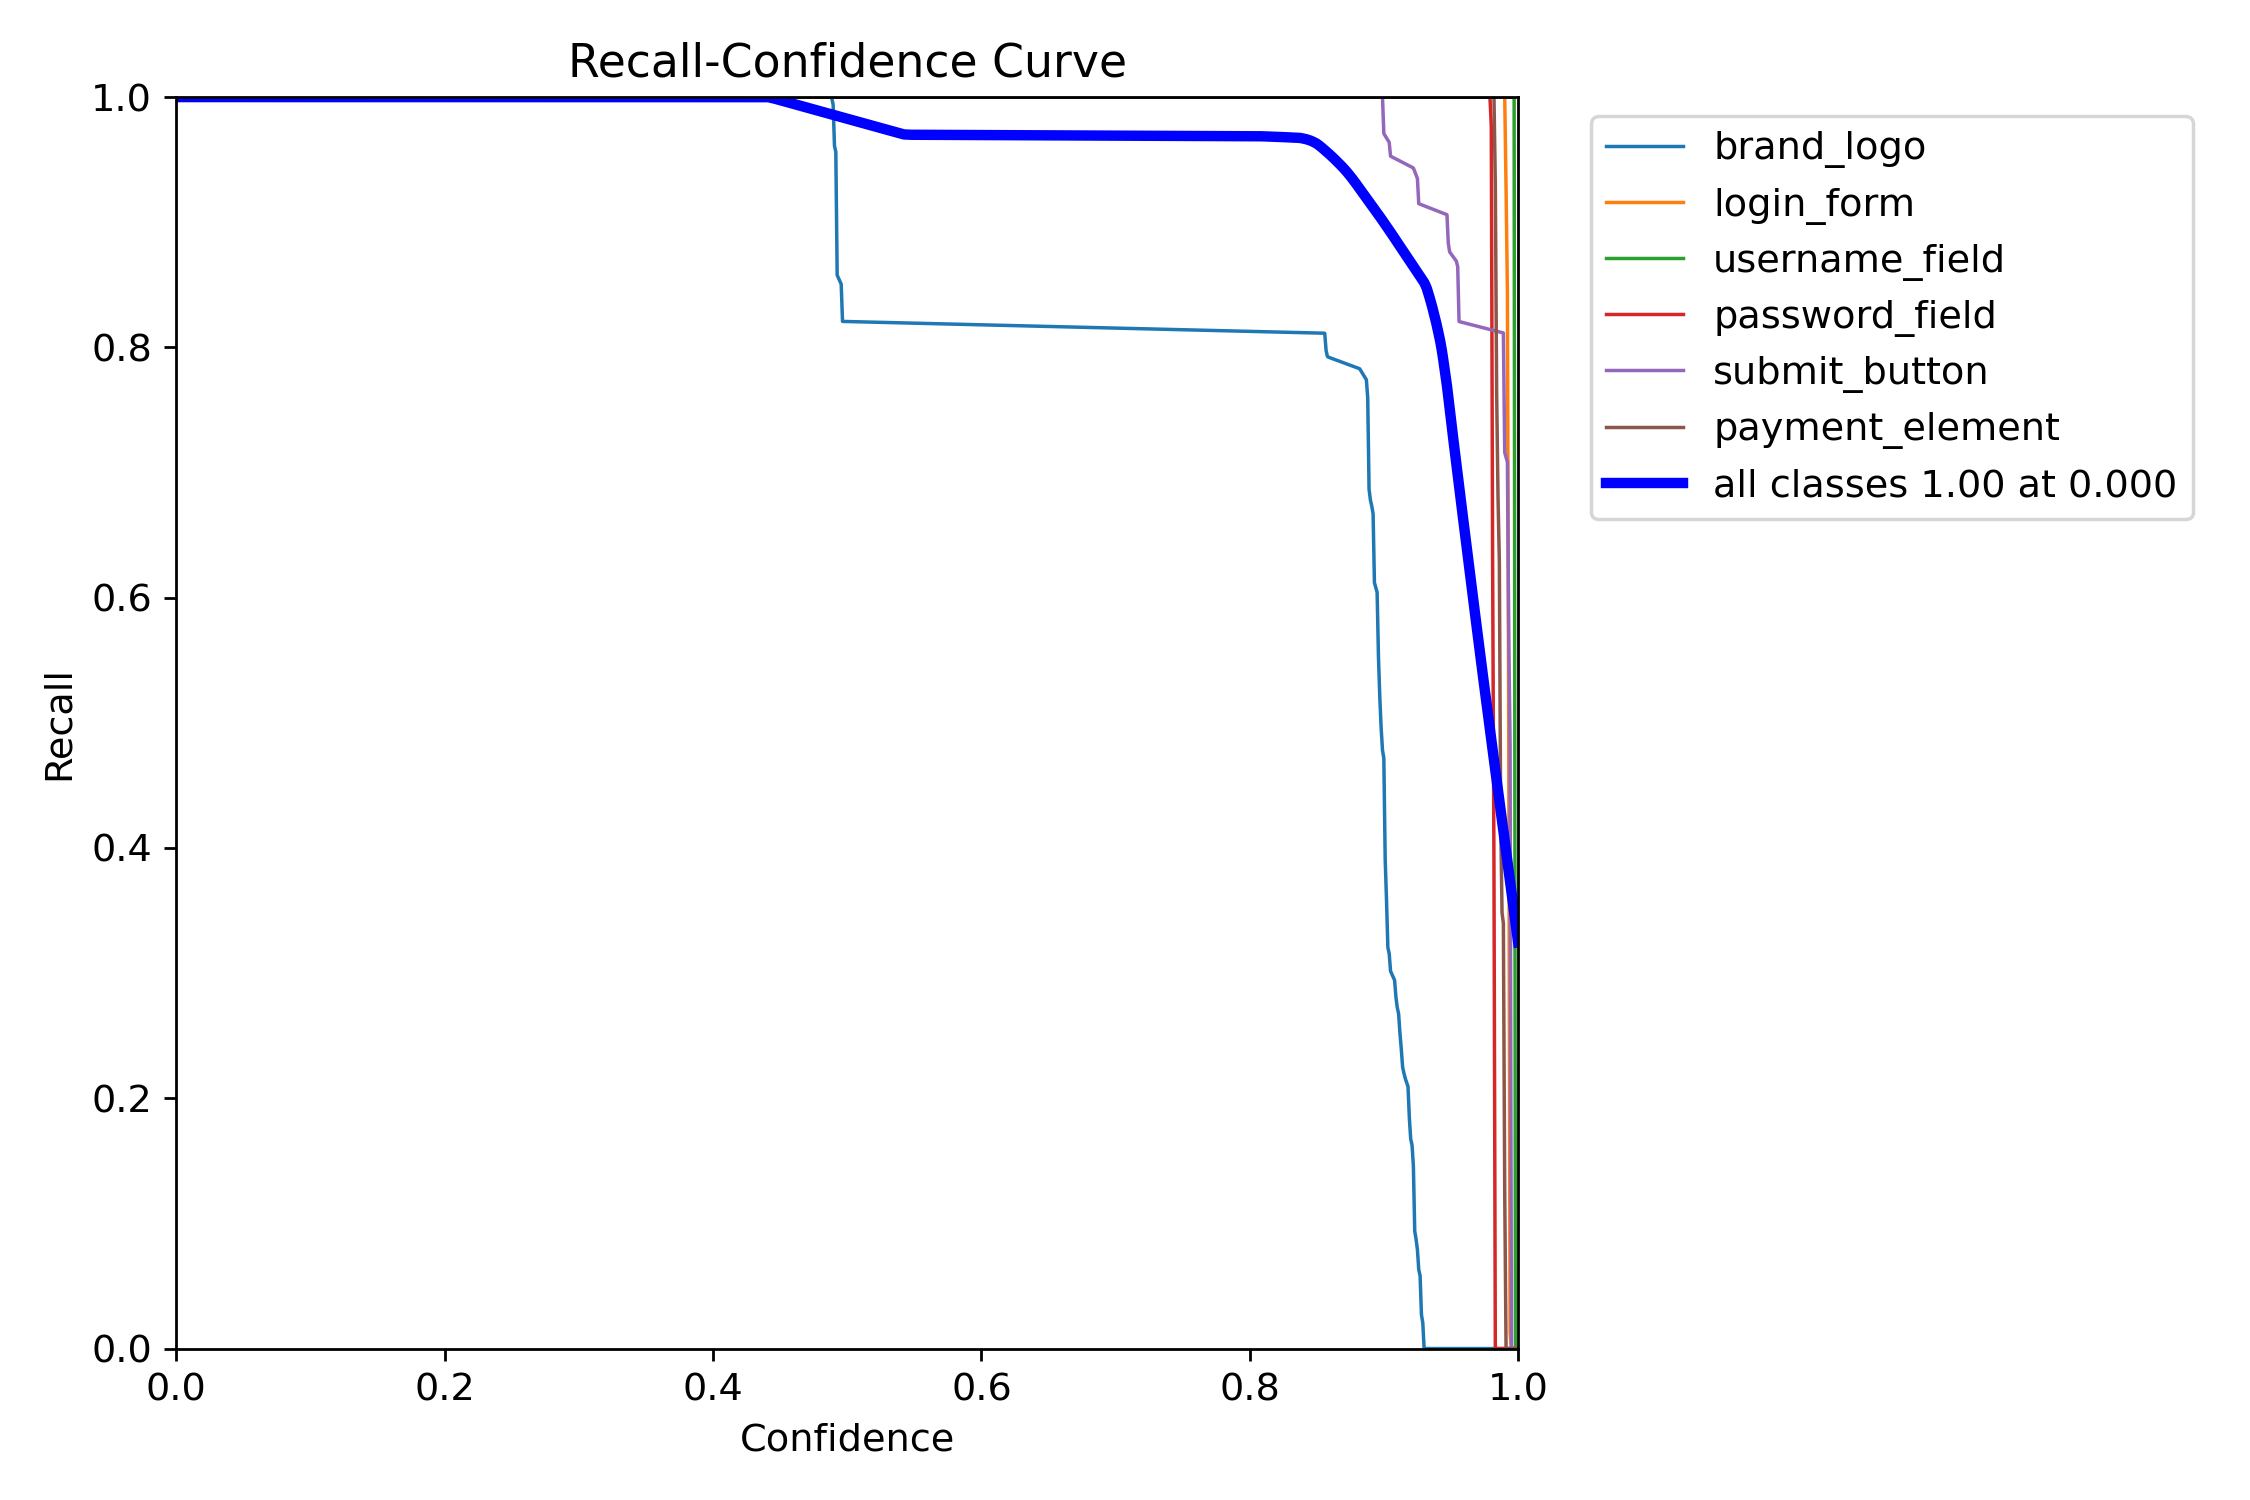 Recall-Confidence Curve
1.0
0.8
0.6
0.4
0.2
0.0
Recall
0.0 0.2 0.4 0.6 0.8 1.0
Confidence
brand_logo
login_form
username_field
password_field
submit_button
payment_element
all classes 1.00 at 0.000